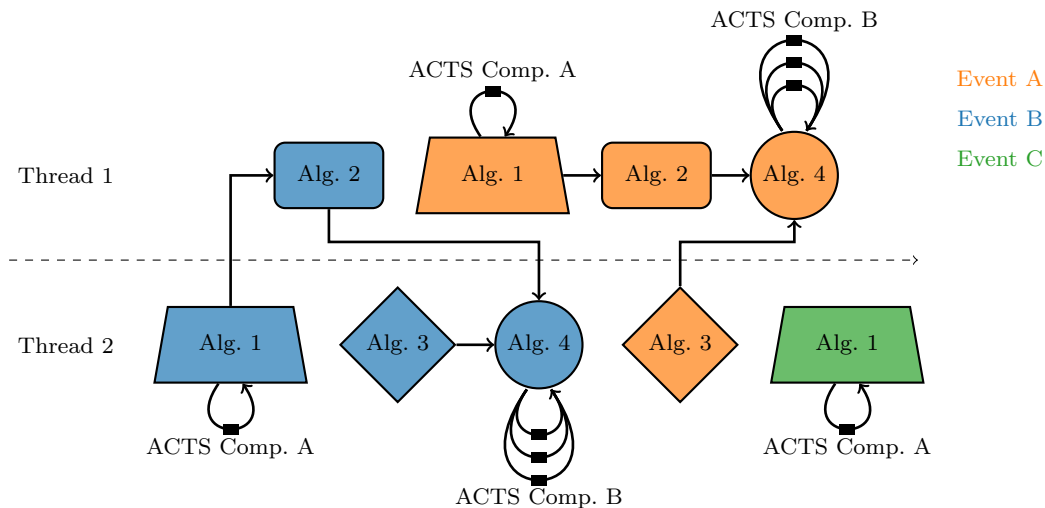 ACTS Comp. B
ACTS Comp. A
Event A
Event B
Event C
Thread 1
Alg. 2
Alg. 1
Alg. 2
Alg. 4
Thread 2
Alg. 1
Alg. 3
Alg. 4
Alg. 3
Alg. 1
ACTS Comp. A
ACTS Comp. A
ACTS Comp. B